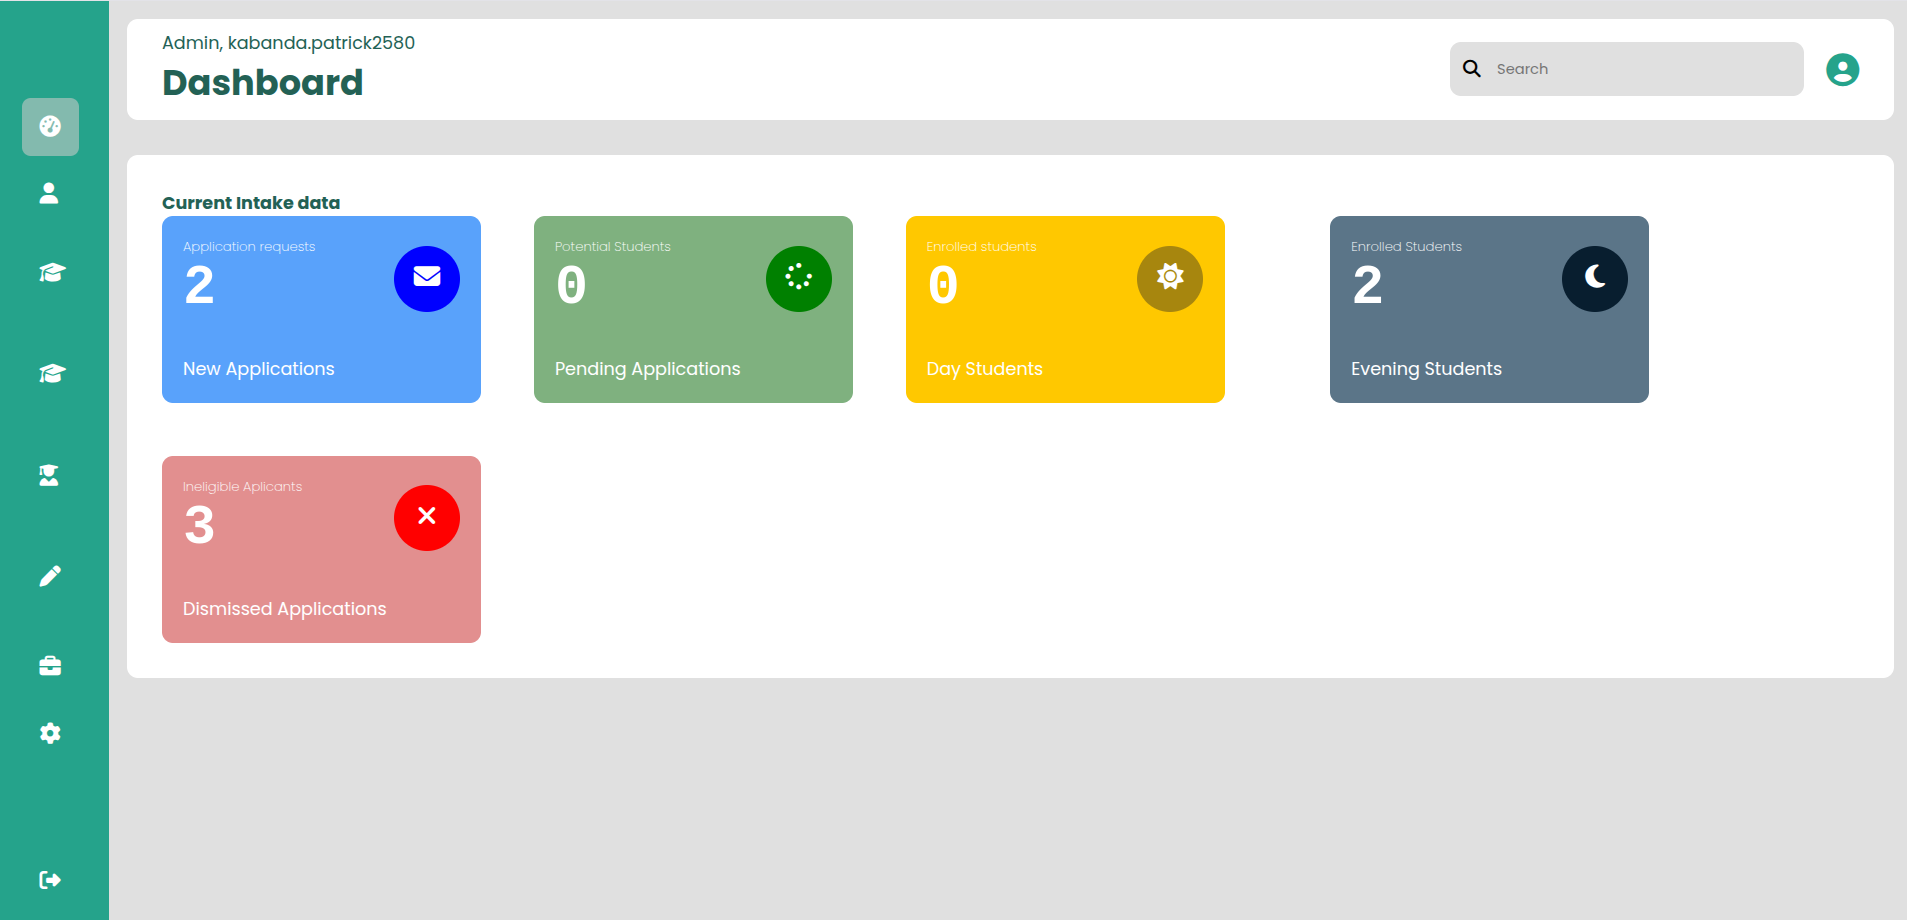 Admin, kabanda.patrick2580
Dashboard
Search
Current Intake data
Application requests
2
New Applications
Potential Students
0
Pending Applications
Enrolled students
0
Day Students
Enrolled Students
2
Evening Students
Ineligible Aplicants
3
Dismissed Applications